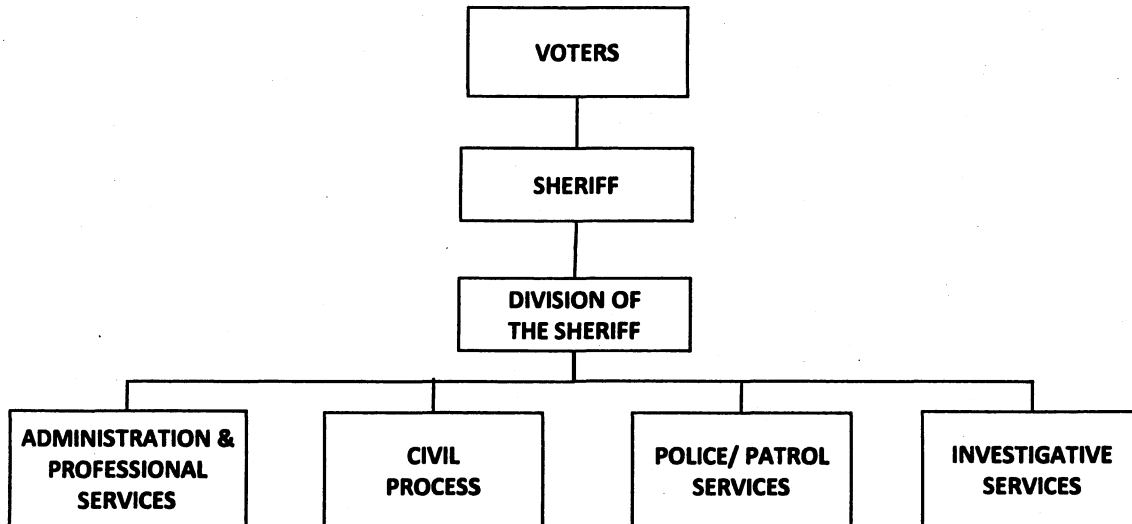 VOTERS
SHERIFF
DIVISION OF
THE SHERIFF
ADMINISTRATION &
PROFESSIONAL
SERVICES
CIVIL
PROCESS
POLICE/ PATROL
SERVICES
INVESTIGATIVE
SERVICES